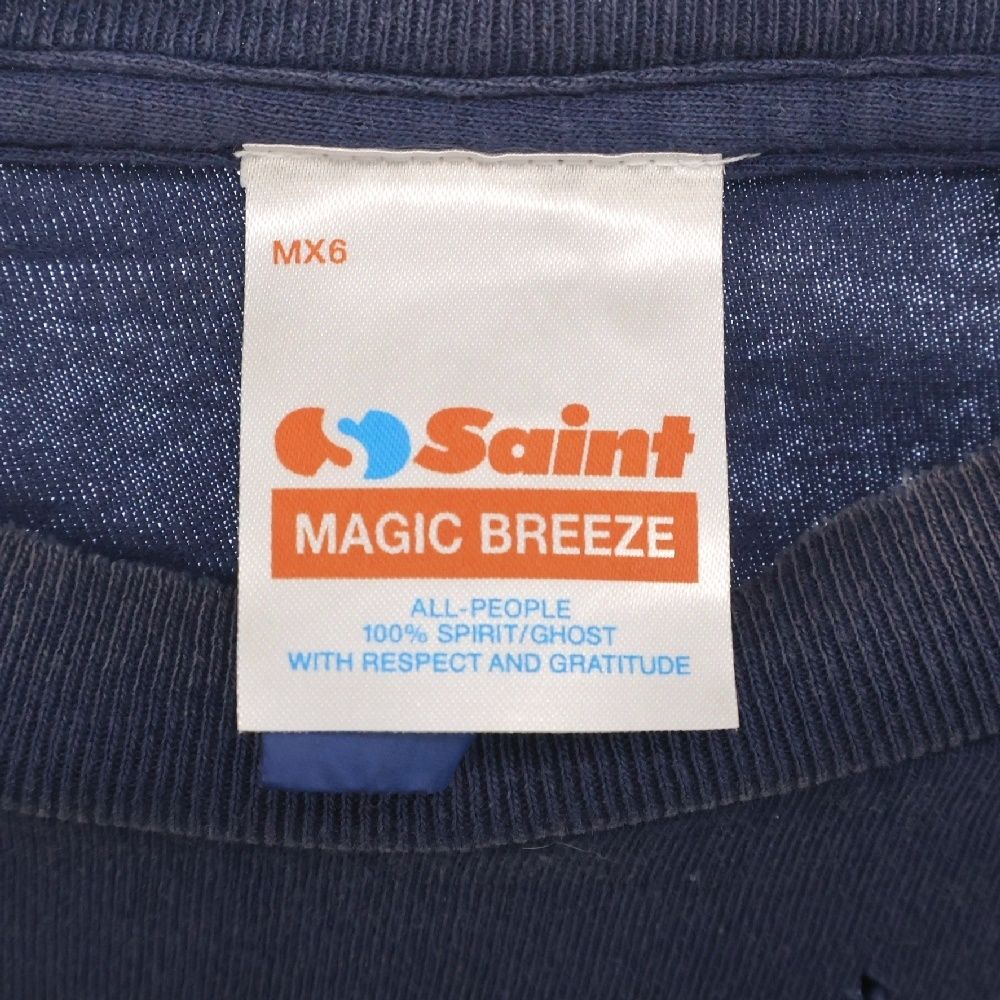 MX6
Saint
MAGIC BREEZE
ALL-PEOPLE
100% SPIRIT/GHOST
WITH RESPECT AND GRATITUDE